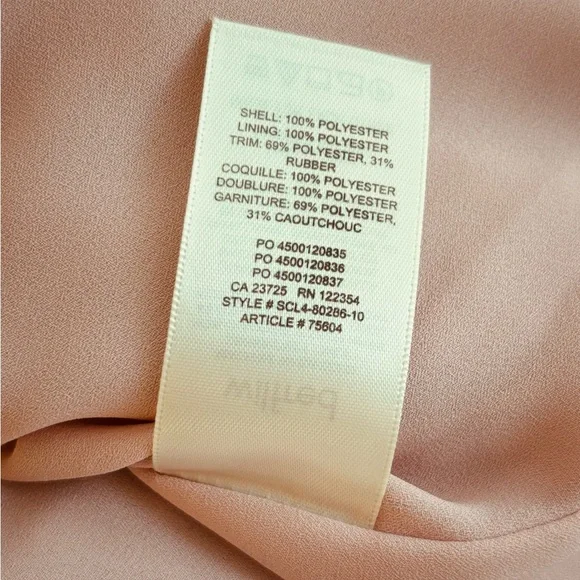 SHELL: 100% POLYESTER
LINING: 100% POLYESTER
TRIM: 69% POLYESTER, 31%
RUBBER
COQUILLE: 100% POLYESTER
DOUBLURE: 100% POLYESTER
GARNITURE: 69% POLYESTER,
31% CAOUTCHOUC
PO 4500120835
PO 4500120836
PO 4500120837
CA 23725 RN 122354
STYLE # SCL4-80286-10
ARTICLE # 75604
wilfred